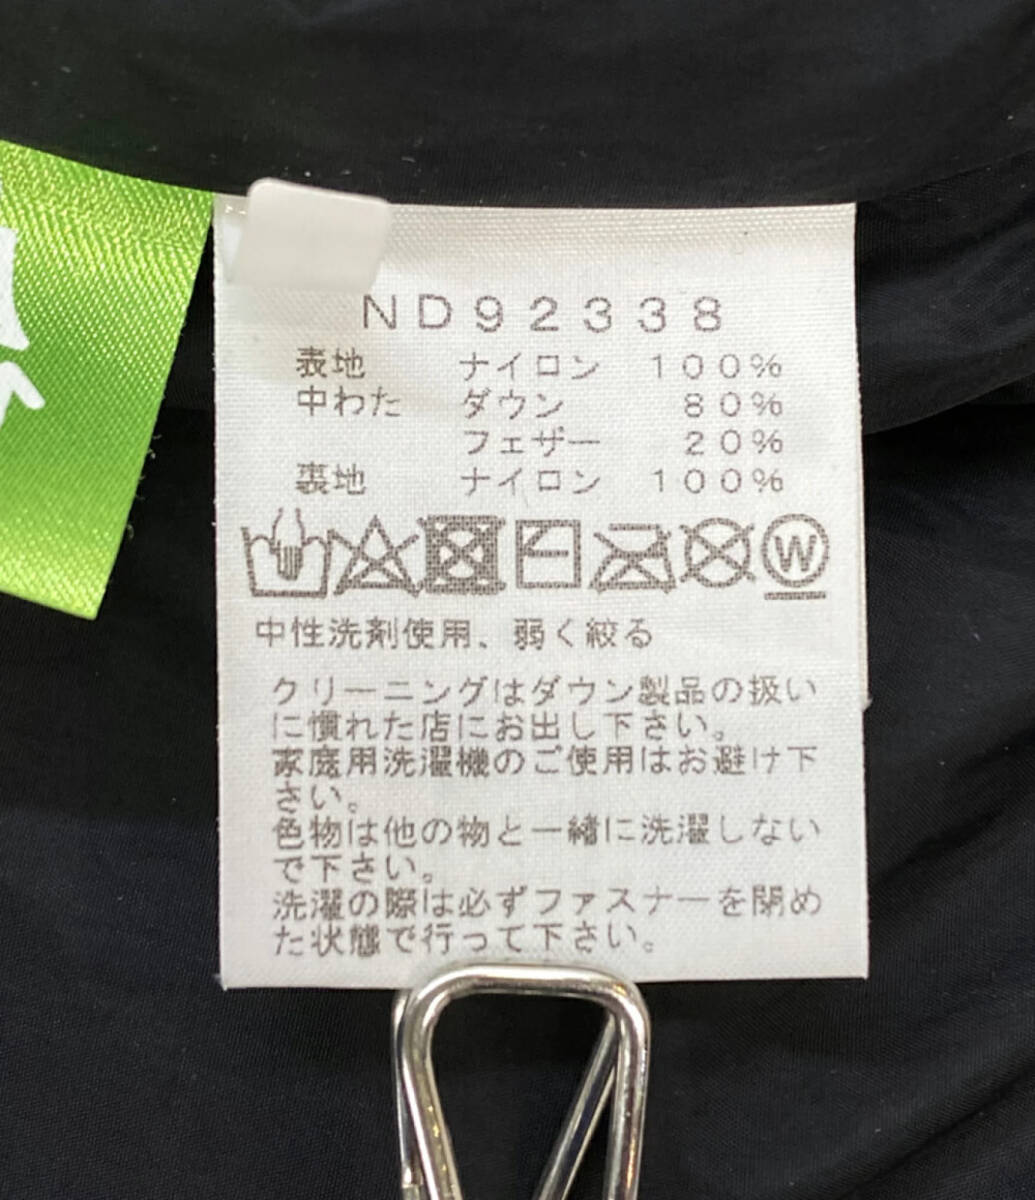 ND92338
表地 ナイロン 100%
中わた ダウン 80%
フェザー 20%
裏地 ナイロン 100%
W
中性洗剤使用、弱く絞る
クリーニングはダウン製品の扱い
に慣れた店にお出し下さい。
家庭用洗濯機のご使用はお避け下
さい。
色物は他の物と一緒に洗濯しない
で下さい。
洗濯の際は必ずファスナーを閉め
た状態で行って下さい。